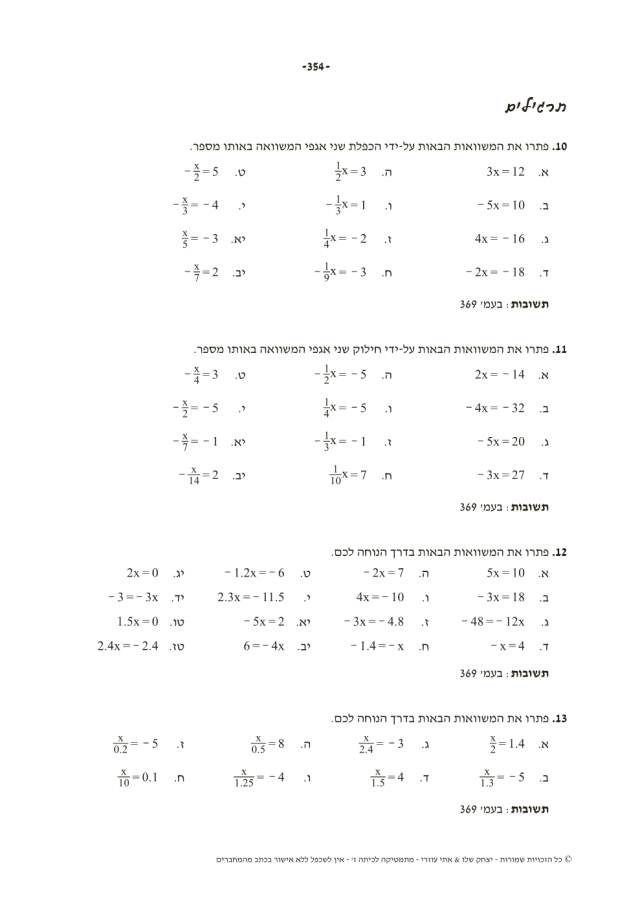 -354-
תרגילים
10. פתרו את המשוואות הבאות על-ידי הכפלת שני אגפי המשוואה באותו מספר.
א. 3x = 12 ה. \frac{1}{2}x = 3 ט. -\frac{x}{2} = 5
ב. -5x = 10 ו. -\frac{1}{3}x = 1 י. -\frac{x}{3} = -4
ג. 4x = -16 ז. \frac{1}{4}x = -2 יא. \frac{x}{5} = -3
ד. -2x = -18 ח. -\frac{1}{9}x = -3 יב. -\frac{x}{7} = 2
תשובות: בעמ' 369
11. פתרו את המשוואות הבאות על-ידי חילוק שני אגפי המשוואה באותו מספר.
א. 2x = -14 ה. -\frac{1}{2}x = -5 ט. -\frac{x}{4} = 3
ב. -4x = -32 ו. \frac{1}{4}x = -5 י. -\frac{x}{2} = -5
ג. -5x = 20 ז. -\frac{1}{3}x = -1 יא. -\frac{x}{7} = -1
ד. -3x = 27 ח. \frac{1}{10}x = 7 יב. -\frac{x}{14} = 2
תשובות: בעמ' 369
12. פתרו את המשוואות הבאות בדרך הנוחה לכם.
א. 5x = 10 ה. -2x = 7 ט. -1.2x = -6 יג. 2x = 0
ב. -3x = 18 ו. 4x = -10 י. 2.3x = -11.5 יד. -3 = -3x
ג. -48 = -12x ז. -3x = -4.8 יא. -5x = 2 טו. 1.5x = 0
ד. -x = 4 ח. -1.4 = -x יב. 6 = -4x טז. 2.4x = -2.4
תשובות: בעמ' 369
13. פתרו את המשוואות הבאות בדרך הנוחה לכם.
א. \frac{x}{2} = 1.4 ג. \frac{x}{2.4} = -3 ה. \frac{x}{0.5} = 8 ז. \frac{x}{0.2} = -5
ב. \frac{x}{1.3} = -5 ד. \frac{x}{1.5} = 4 ו. \frac{x}{1.25} = -4 ח. \frac{x}{10} = 0.1
תשובות: בעמ' 369
© כל הזכויות שמורות - יצחק שלו & אתי עוזרי - מתמטיקה לכיתה ז' - אין לשכפל ללא אישור בכתב מהמחברים